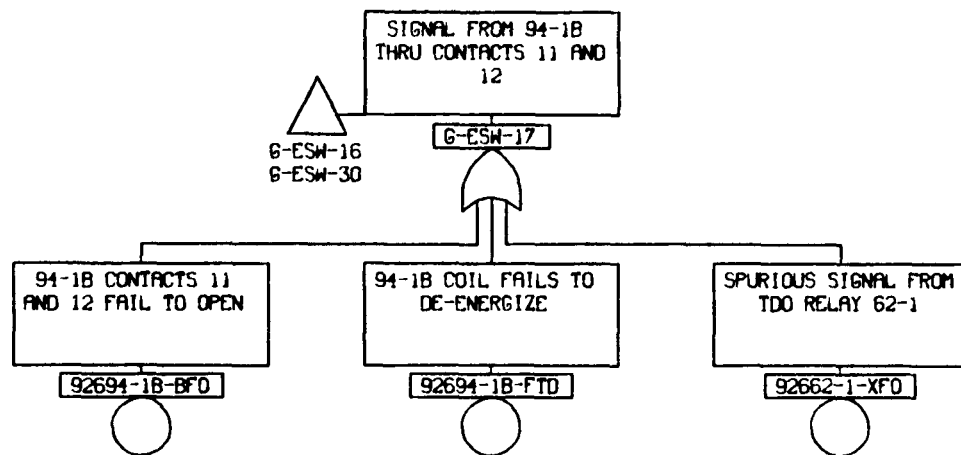 SIGNAL FROM 94-1B
THRU CONTACTS 11 AND
12
G-ESW-16
G-ESW-30
G-ESW-17
94-1B CONTACTS 11
AND 12 FAIL TO OPEN
94-1B COIL FAILS TO
DE-ENERGIZE
SPURIOUS SIGNAL FROM
TDO RELAY 62-1
92694-1B-BFO
92694-1B-FTD
92662-1-XFO